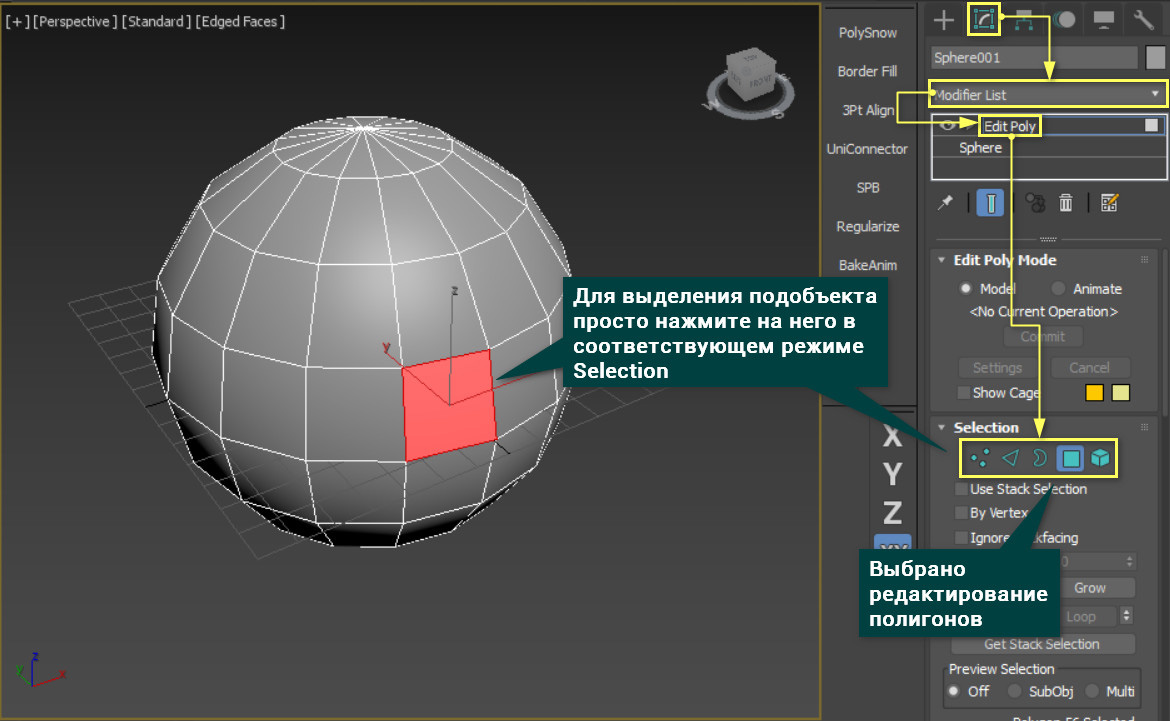 [+] [Perspective ] [Standard ] [Edged Faces ]
W
S
z
y
z
y
x
PolySnow
Border Fill
3Pt Align
UniConnector
SPB
Regularize
BakeAnim
X
Y
Z
XY
Sphere001
Modifier List
Edit Poly
Sphere
Edit Poly Mode
Model
Animate
<No Current Operation>
Commit
Settings
Cancel
Show Cage
Selection
Use Stack Selection
By Vertex
Grow
Loop
Get Stack Selection
Preview Selection
Off
SubObj
Multi
Для выделения подобъекта
просто нажмите на него в
соответствующем режиме
Selection
Выбрано
редактирование
полигонов